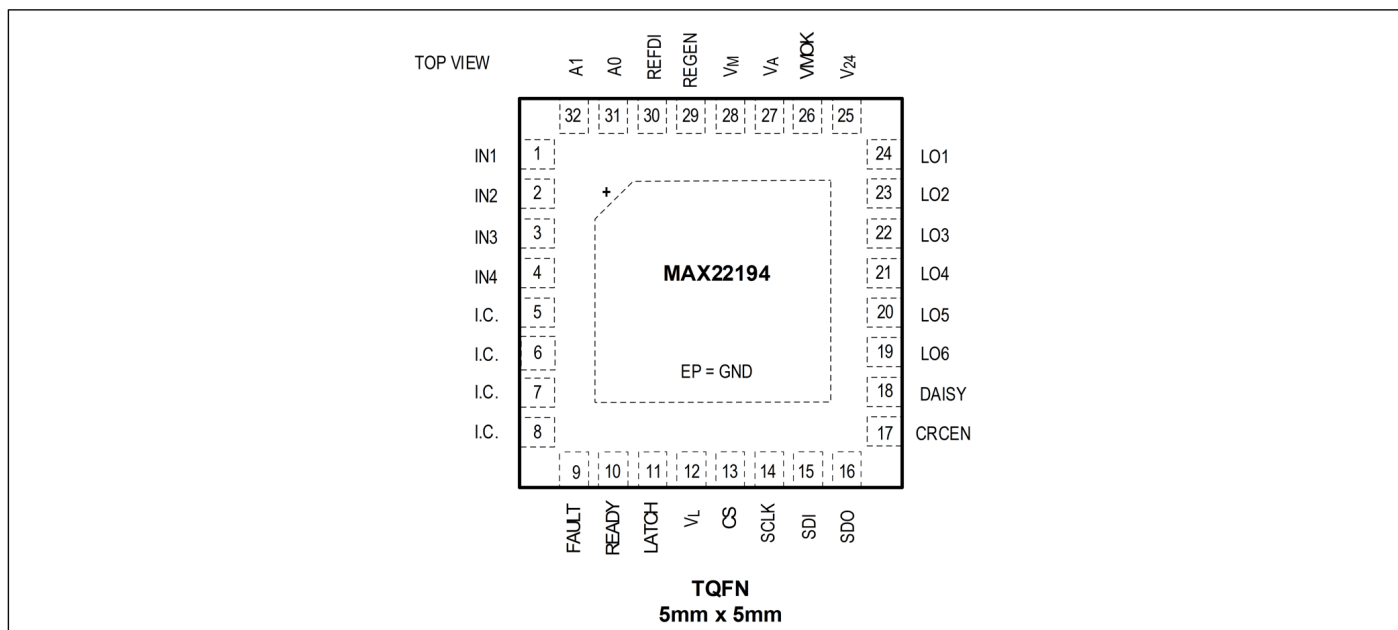 TOP VIEW
A1 A0 REFDI REGEN VM VA VMOK V24
32 31 30 29 28 27 26 25
IN1 1 24 LO1
IN2 2 + 23 LO2
IN3 3 22 LO3
IN4 4 MAX22194 21 LO4
I.C. 5 20 LO5
I.C. 6 19 LO6
I.C. 7 EP = GND 18 DAISY
I.C. 8 17 CRCEN
9 10 11 12 13 14 15 16
FAULT READY LATCH VL CS SCLK SDI SDO
TQFN
5mm x 5mm